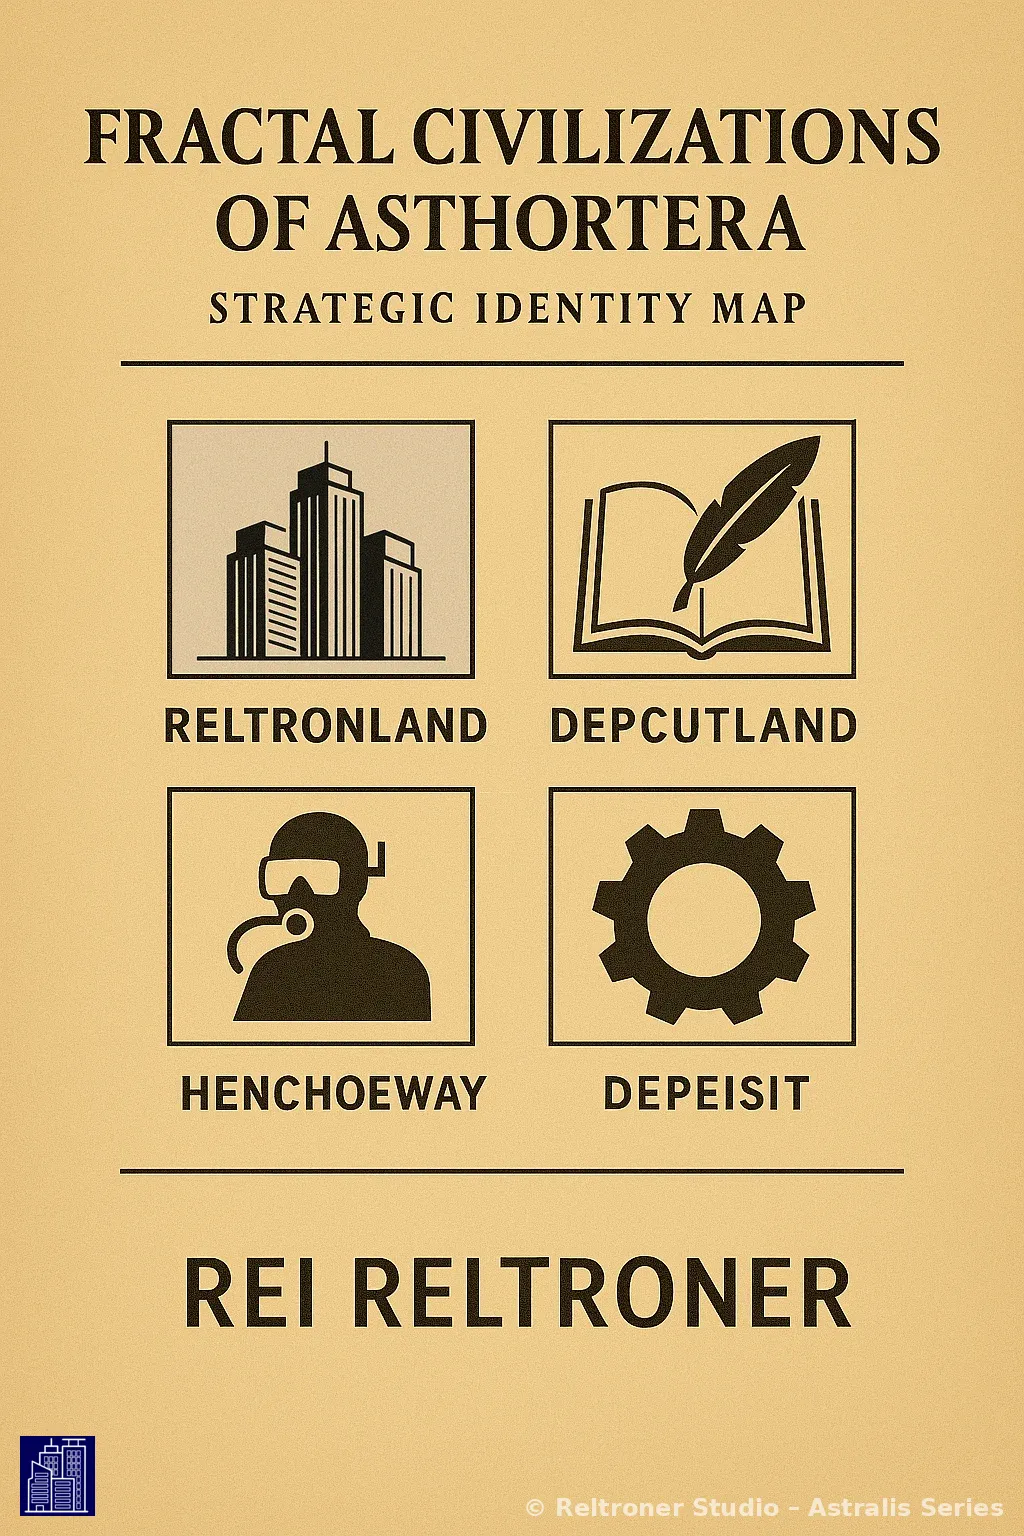 FRACTAL CIVILIZATIONS
OF ASTHORTERA
STRATEGIC IDENTITY MAP
RELTRONLAND
DEPCUTLAND
HENCHOEWAY
DEPEISIT
REI RELTRONER
© Reltroner Studio – Astralis Series